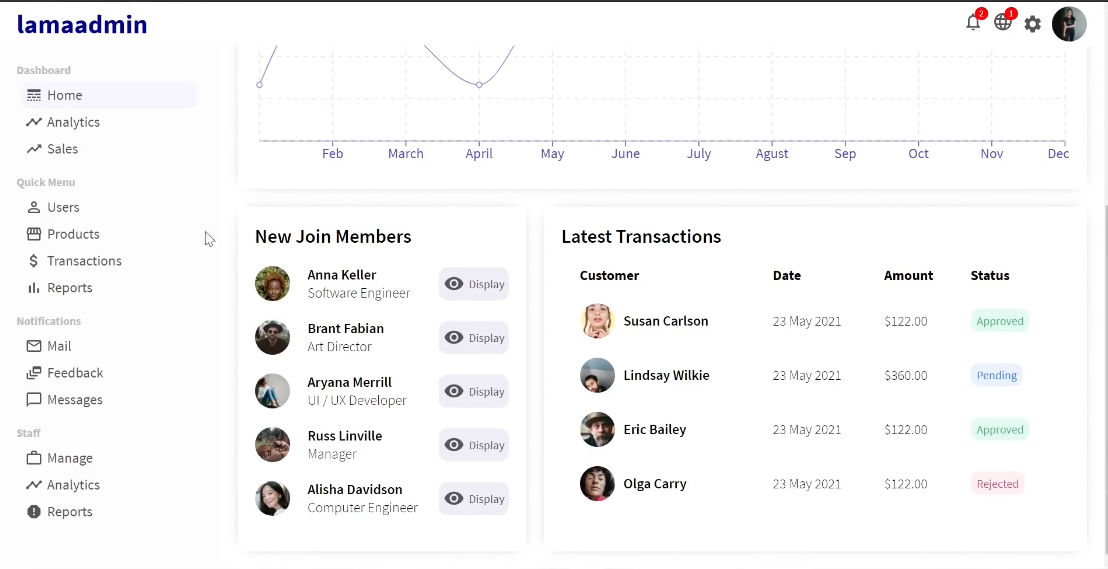 lamaadmin
2
1
Dashboard
Home
Analytics
Sales
Quick Menu
Users
Products
Transactions
Reports
Notifications
Mail
Feedback
Messages
Staff
Manage
Analytics
Reports
Feb March April May June July Agust Sep Oct Nov Dec
New Join Members
Anna Keller
Software Engineer
Display
Brant Fabian
Art Director
Display
Aryana Merrill
UI / UX Developer
Display
Russ Linville
Manager
Display
Alisha Davidson
Computer Engineer
Display
Latest Transactions
Customer Date Amount Status
Susan Carlson 23 May 2021 $122.00 Approved
Lindsay Wilkie 23 May 2021 $360.00 Pending
Eric Bailey 23 May 2021 $122.00 Approved
Olga Carry 23 May 2021 $122.00 Rejected